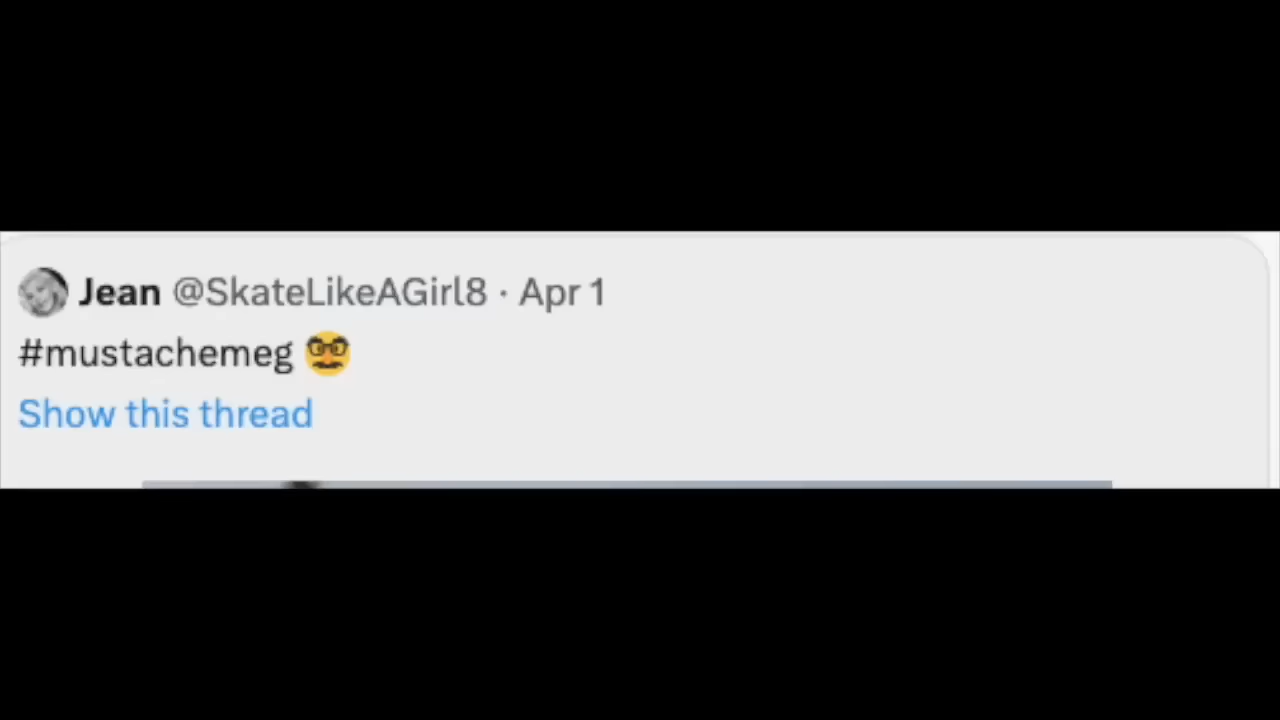 Jean @SkateLikeAGirl8 · Apr 1
#mustachemeg 🥸
Show this thread